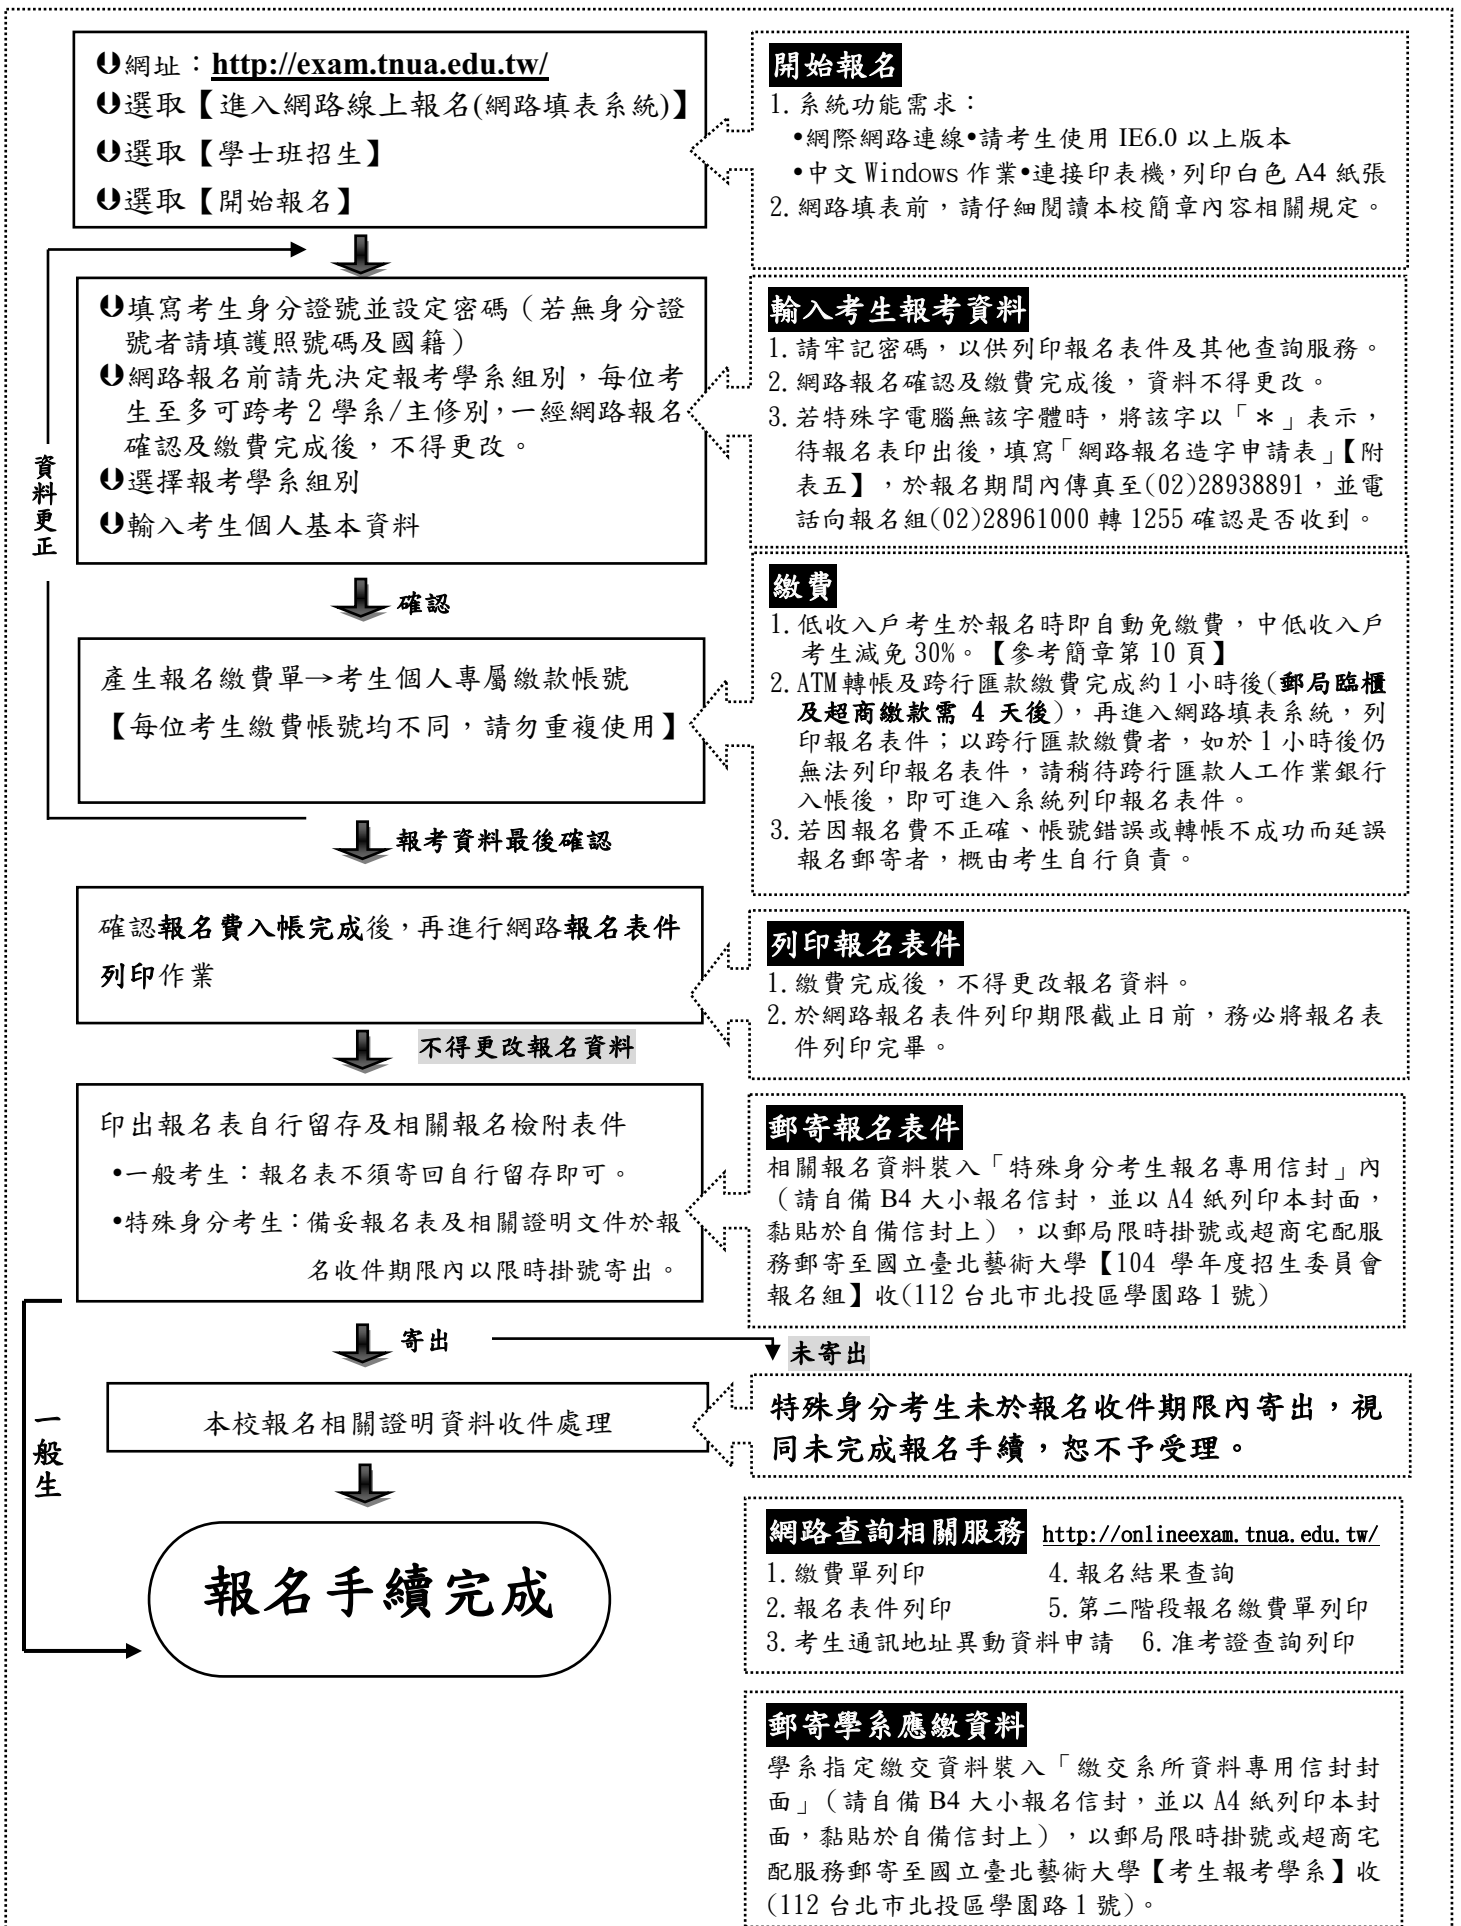 網址：http://exam.tnua.edu.tw/
選取【進入網路線上報名(網路填表系統)】
選取【學士班招生】
選取【開始報名】
開始報名
1.系統功能需求：
•網際網路連線•請考生使用 IE6.0 以上版本
•中文 Windows 作業•連接印表機，列印白色 A4 紙張
2.網路填表前，請仔細閱讀本校簡章內容相關規定。
資料更正
填寫考生身分證號並設定密碼（若無身分證
號者請填護照號碼及國籍）
網路報名前請先決定報考學系組別，每位考
生至多可跨考 2 學系/主修別，一經網路報名
確認及繳費完成後，不得更改。
選擇報考學系組別
輸入考生個人基本資料
輸入考生報考資料
1.請牢記密碼，以供列印報名表件及其他查詢服務。
2.網路報名確認及繳費完成後，資料不得更改。
3.若特殊字電腦無該字體時，將該字以「＊」表示，
待報名表印出後，填寫「網路報名造字申請表」【附
表五】，於報名期間內傳真至(02)28938891，並電
話向報名組(02)28961000 轉 1255 確認是否收到。
確認
產生報名繳費單→考生個人專屬繳款帳號
【每位考生繳費帳號均不同，請勿重複使用】
繳費
1.低收入戶考生於報名時即自動免繳費，中低收入戶
考生減免 30%。【參考簡章第 10 頁】
2.ATM 轉帳及跨行匯款繳費完成約 1 小時後(郵局臨櫃
及超商繳款需 4 天後)，再進入網路填表系統，列
印報名表件；以跨行匯款繳費者，如於 1 小時後仍
無法列印報名表件，請稍待跨行匯款人工作業銀行
入帳後，即可進入系統列印報名表件。
3.若因報名費不正確、帳號錯誤或轉帳不成功而延誤
報名郵寄者，概由考生自行負責。
報考資料最後確認
確認報名費入帳完成後，再進行網路報名表件
列印作業
列印報名表件
1.繳費完成後，不得更改報名資料。
2.於網路報名表件列印期限截止日前，務必將報名表
件列印完畢。
不得更改報名資料
印出報名表自行留存及相關報名檢附表件
•一般考生：報名表不須寄回自行留存即可。
•特殊身分考生：備妥報名表及相關證明文件於報
名收件期限內以限時掛號寄出。
郵寄報名表件
相關報名資料裝入「特殊身分考生報名專用信封」內
（請自備 B4 大小報名信封，並以 A4 紙列印本封面，
黏貼於自備信封上），以郵局限時掛號或超商宅配服
務郵寄至國立臺北藝術大學【104 學年度招生委員會
報名組】收(112 台北市北投區學園路 1 號)
寄出
未寄出
一般生
本校報名相關證明資料收件處理
特殊身分考生未於報名收件期限內寄出，視
同未完成報名手續，恕不予受理。
報名手續完成
網路查詢相關服務 http://onlineexam.tnua.edu.tw/
1.繳費單列印 4.報名結果查詢
2.報名表件列印 5.第二階段報名繳費單列印
3.考生通訊地址異動資料申請 6.准考證查詢列印
郵寄學系應繳資料
學系指定繳交資料裝入「繳交系所資料專用信封封
面」（請自備 B4 大小報名信封，並以 A4 紙列印本封
面，黏貼於自備信封上），以郵局限時掛號或超商宅
配服務郵寄至國立臺北藝術大學【考生報考學系】收
(112 台北市北投區學園路 1 號)。